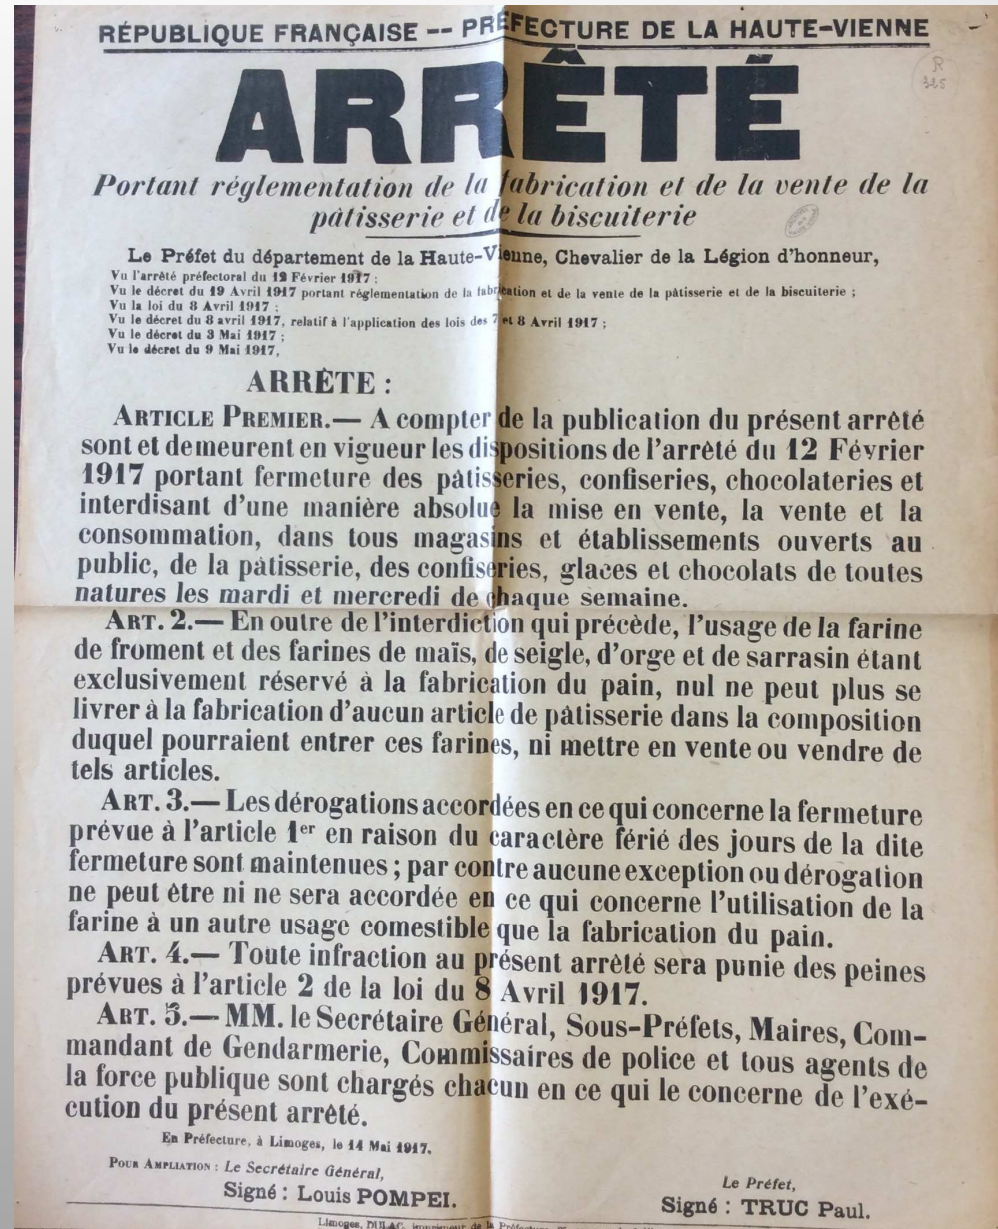 RÉPUBLIQUE FRANÇAISE -- PRÉFECTURE DE LA HAUTE-VIENNE
R
325
ARRÊTÉ
Portant réglementation de la fabrication et de la vente de la
pâtisserie et de la biscuiterie
Le Préfet du département de la Haute-Vienne, Chevalier de la Légion d'honneur,
Vu l'arrêté préfectoral du 12 Février 1917 ;
Vu le décret du 19 Avril 1917 portant réglementation de la fabrication et de la vente de la pâtisserie et de la biscuiterie ;
Vu la loi du 8 Avril 1917 ;
Vu le décret du 8 avril 1917, relatif à l'application des lois des 7 et 8 Avril 1917 ;
Vu le décret du 3 Mai 1917 ;
Vu le décret du 9 Mai 1917,
ARRÊTE :
ARTICLE PREMIER.— A compter de la publication du présent arrêté
sont et demeurent en vigueur les dispositions de l'arrêté du 12 Février
1917 portant fermeture des pâtisseries, confiseries, chocolateries et
interdisant d'une manière absolue la mise en vente, la vente et la
consommation, dans tous magasins et établissements ouverts au
public, de la pâtisserie, des confiseries, glaces et chocolats de toutes
natures les mardi et mercredi de chaque semaine.
ART. 2.— En outre de l'interdiction qui précède, l'usage de la farine
de froment et des farines de maïs, de seigle, d'orge et de sarrasin étant
exclusivement réservé à la fabrication du pain, nul ne peut plus se
livrer à la fabrication d'aucun article de pâtisserie dans la composition
duquel pourraient entrer ces farines, ni mettre en vente ou vendre de
tels articles.
ART. 3.— Les dérogations accordées en ce qui concerne la fermeture
prévue à l'article 1er en raison du caractère férié des jours de la dite
fermeture sont maintenues ; par contre aucune exception ou dérogation
ne peut être ni ne sera accordée en ce qui concerne l'utilisation de la
farine à un autre usage comestible que la fabrication du pain.
ART. 4.— Toute infraction au présent arrêté sera punie des peines
prévues à l'article 2 de la loi du 8 Avril 1917.
ART. 5.— MM. le Secrétaire Général, Sous-Préfets, Maires, Com-
mandant de Gendarmerie, Commissaires de police et tous agents de
la force publique sont chargés chacun en ce qui le concerne de l'exé-
cution du présent arrêté.
En Préfecture, à Limoges, le 14 Mai 1917.
POUR AMPLIATION : Le Secrétaire Général,
Signé : Louis POMPEI.
Le Préfet,
Signé : TRUC Paul.
Limoges, DULAC, imprimeur de la Préfecture